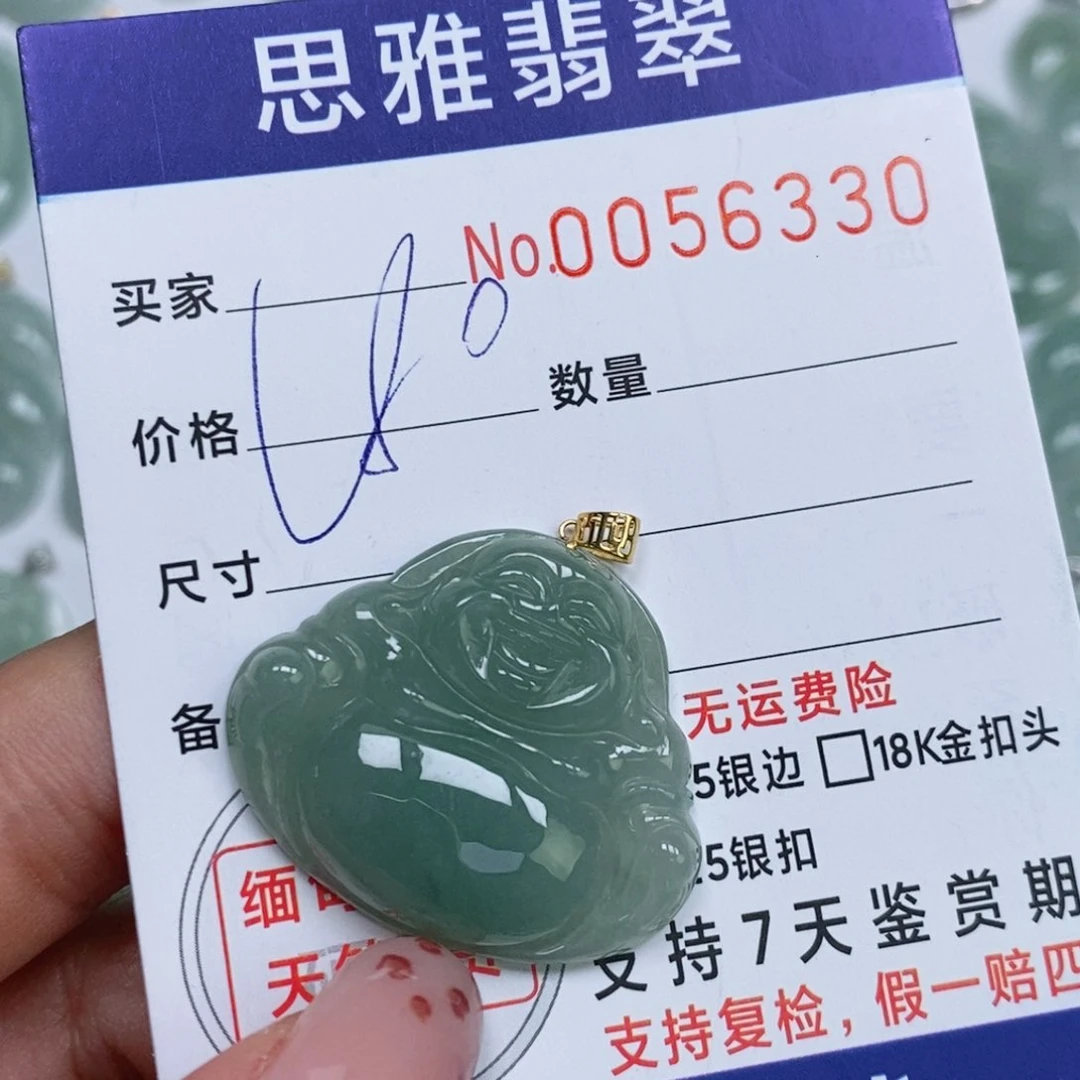 思雅翡翠
No.0056330
买家
价格
数量
尺寸
备
无运费险
5银边 □18K金扣头
25银扣
缅
支持7天鉴赏期
天
支持复检，假一赔四